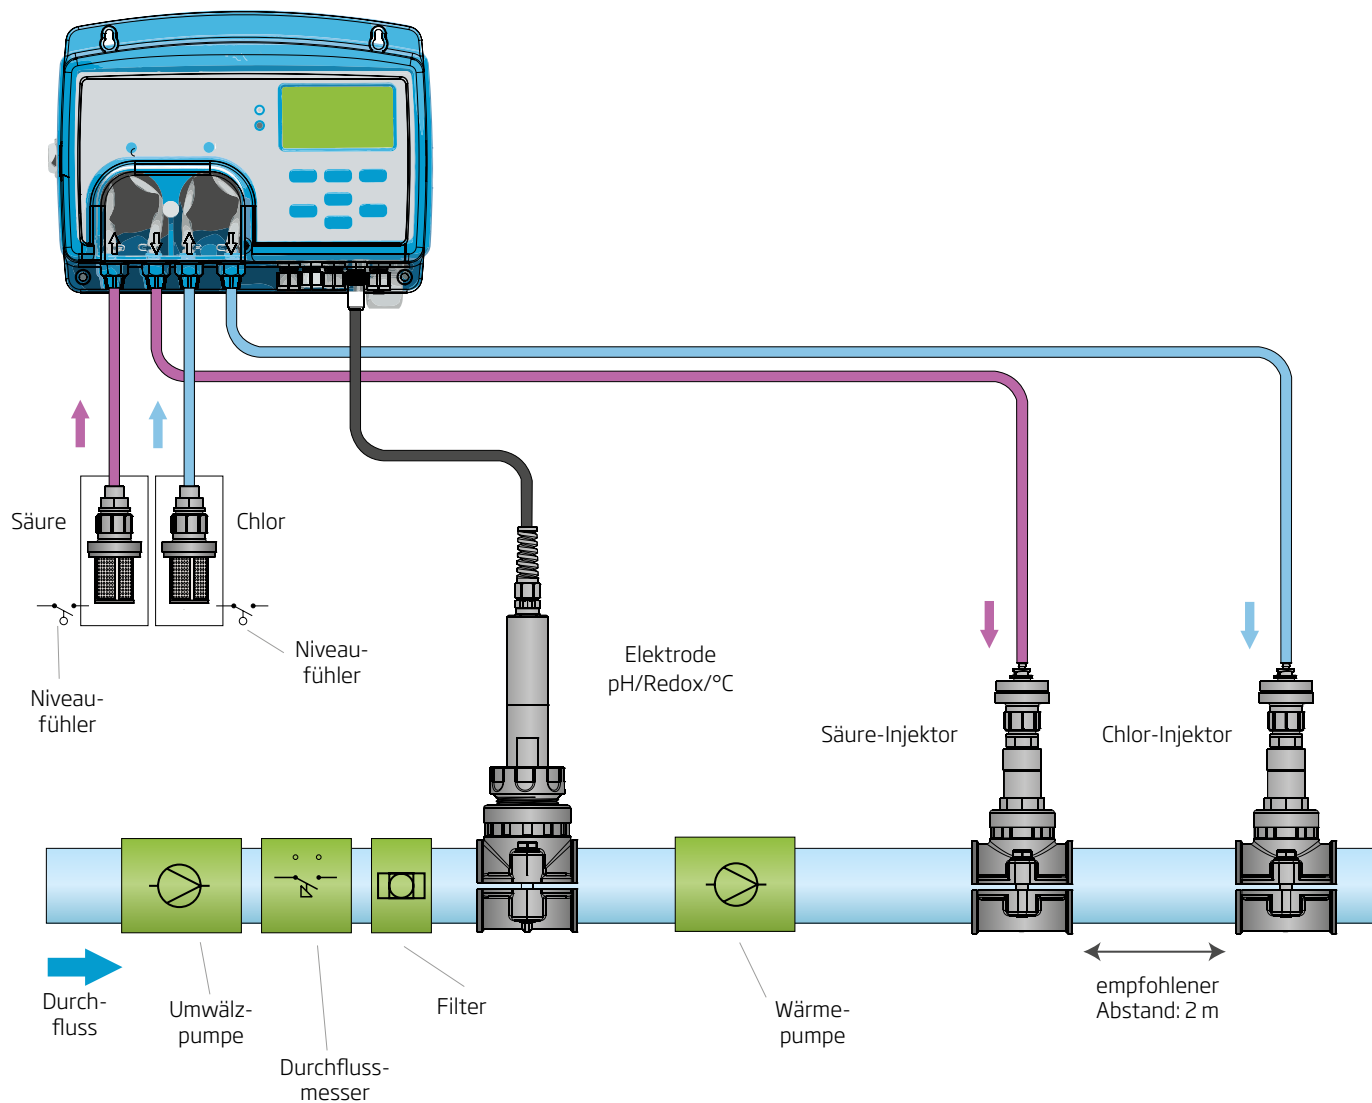 Säure
Chlor
Niveau-
fühler
Niveau-
fühler
Elektrode
pH/Redox/°C
Säure-Injektor
Chlor-Injektor
Durch-
fluss
Umwälz-
pumpe
Durchfluss-
messer
Filter
Wärme-
pumpe
empfohlener
Abstand: 2 m